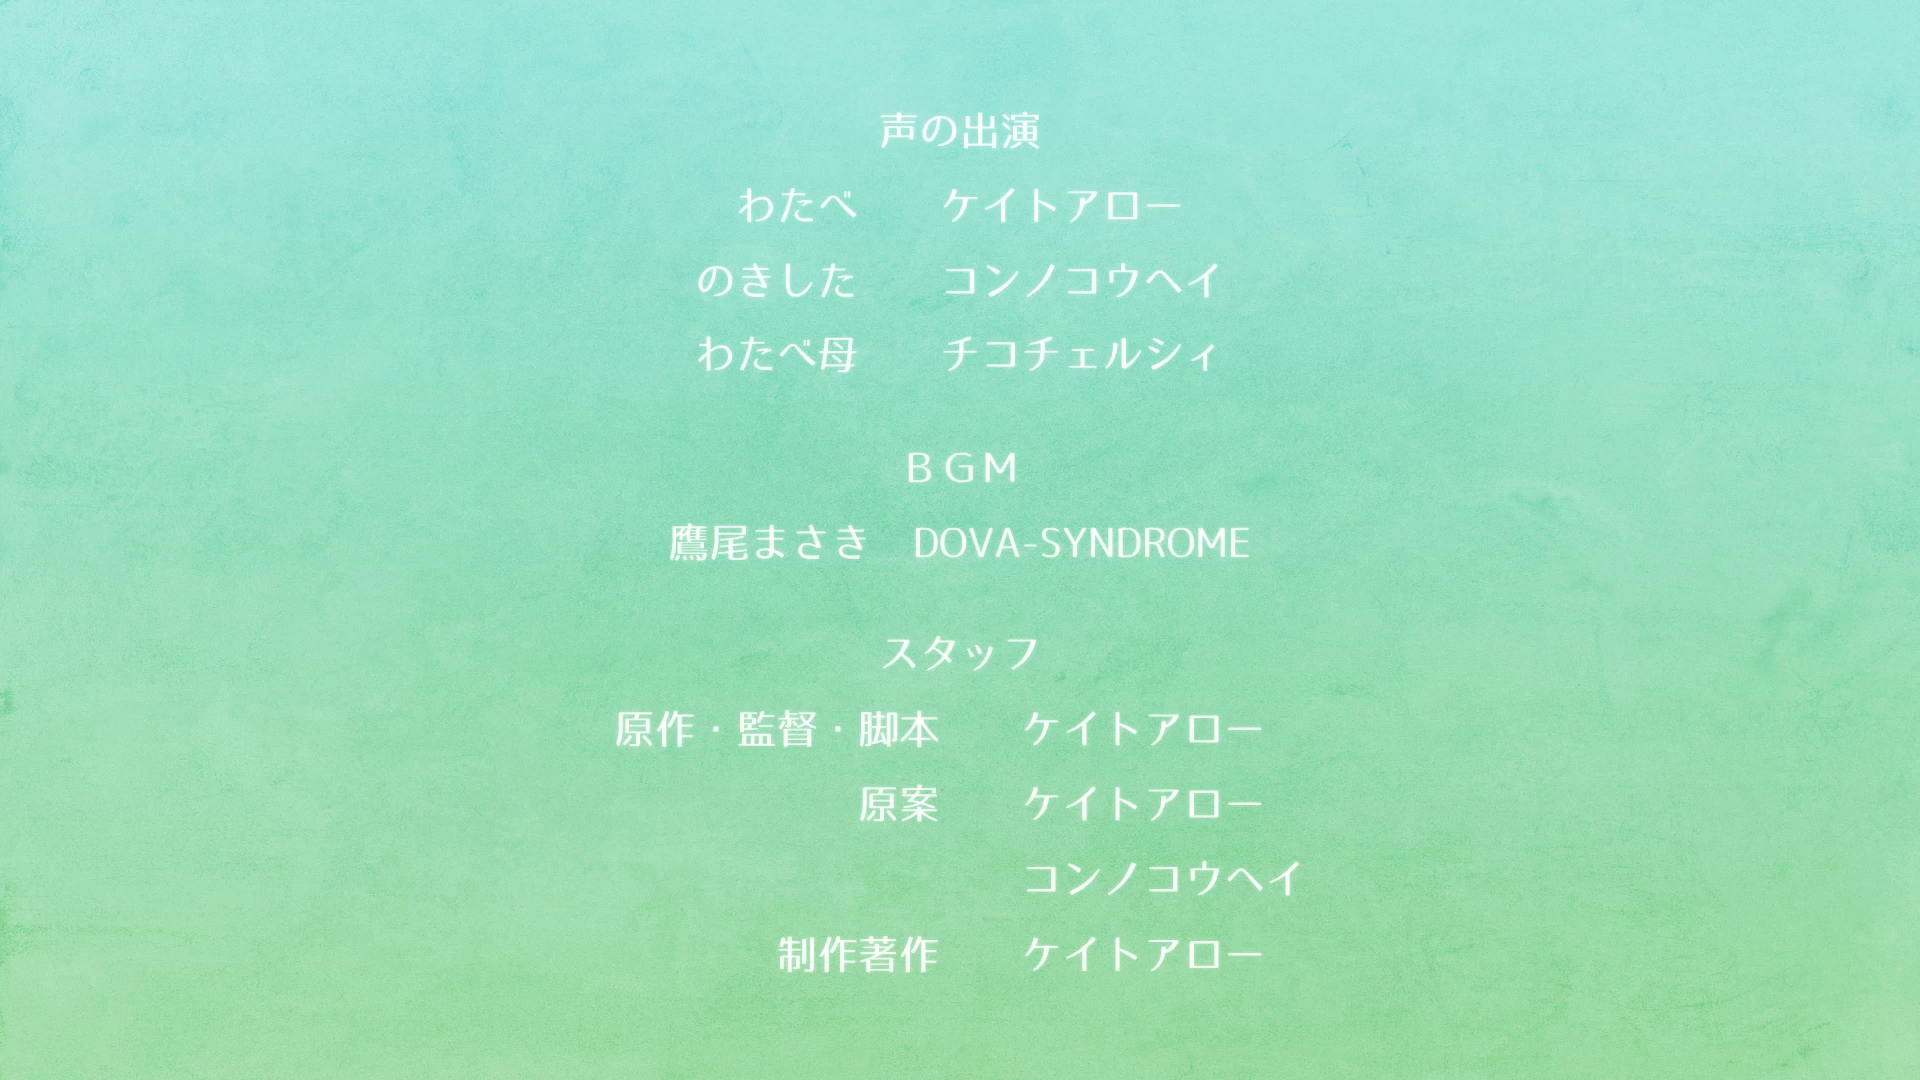 声の出演
わたべ　　ケイトアロー
のきした　　コンノコウヘイ
わたべ母　　チコチェルシィ
ＢＧＭ
鷹尾まさき　DOVA-SYNDROME
スタッフ
原作・監督・脚本　　ケイトアロー
原案　　ケイトアロー
コンノコウヘイ
制作著作　　ケイトアロー